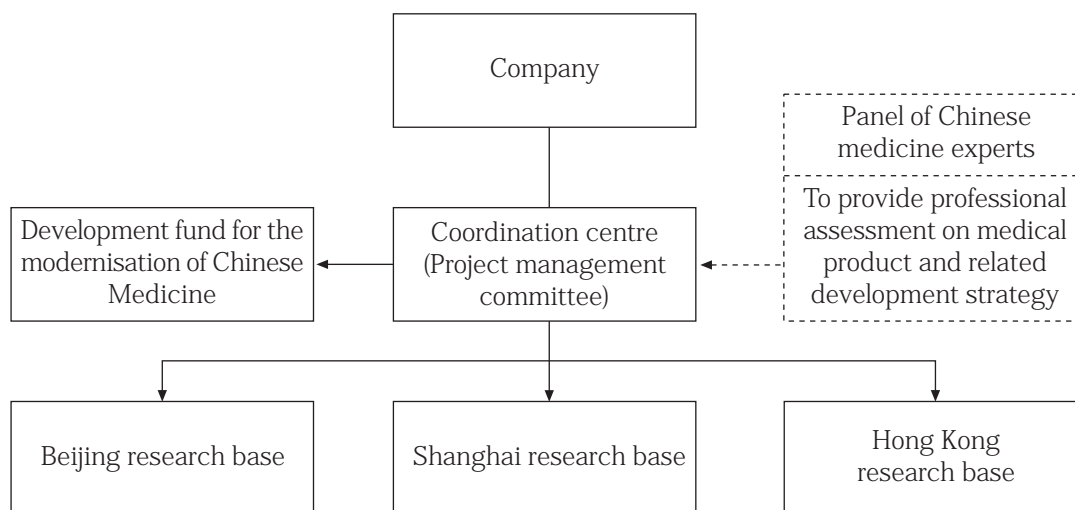 Company
Panel of Chinese
medicine experts
Development fund for the
modernisation of Chinese
Medicine
Coordination centre
(Project management
committee)
To provide professional
assessment on medical
product and related
development strategy
Beijing research base
Shanghai research base
Hong Kong
research base